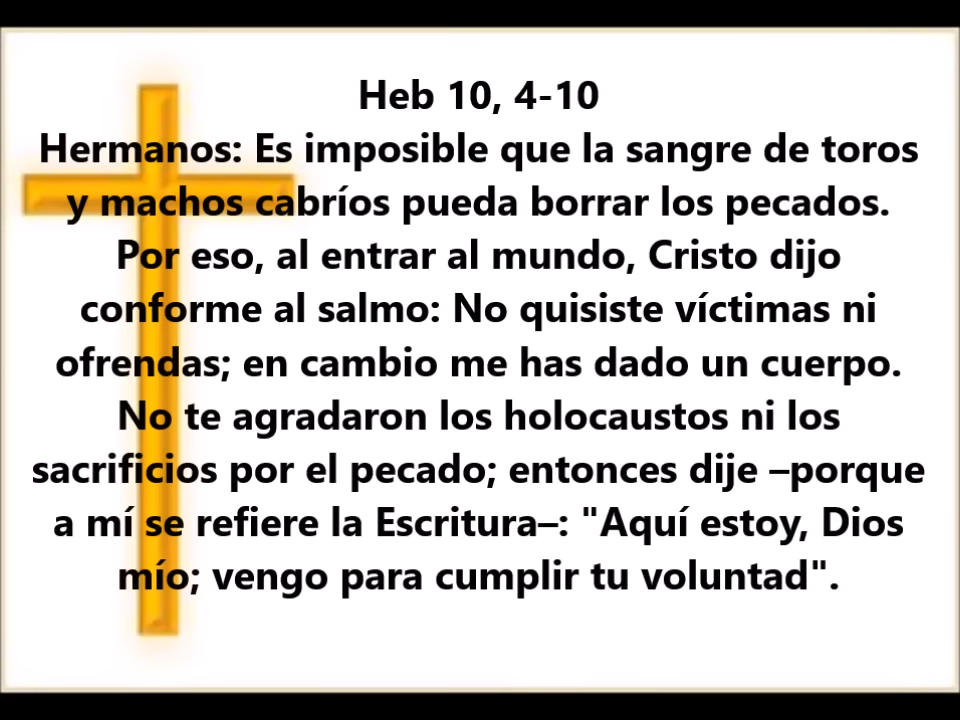 Heb 10, 4-10
Hermanos: Es imposible que la sangre de toros
y machos cabríos pueda borrar los pecados.
Por eso, al entrar al mundo, Cristo dijo
conforme al salmo: No quisiste víctimas ni
ofrendas; en cambio me has dado un cuerpo.
No te agradaron los holocaustos ni los
sacrificios por el pecado; entonces dije –porque
a mí se refiere la Escritura–: "Aquí estoy, Dios
mío; vengo para cumplir tu voluntad".